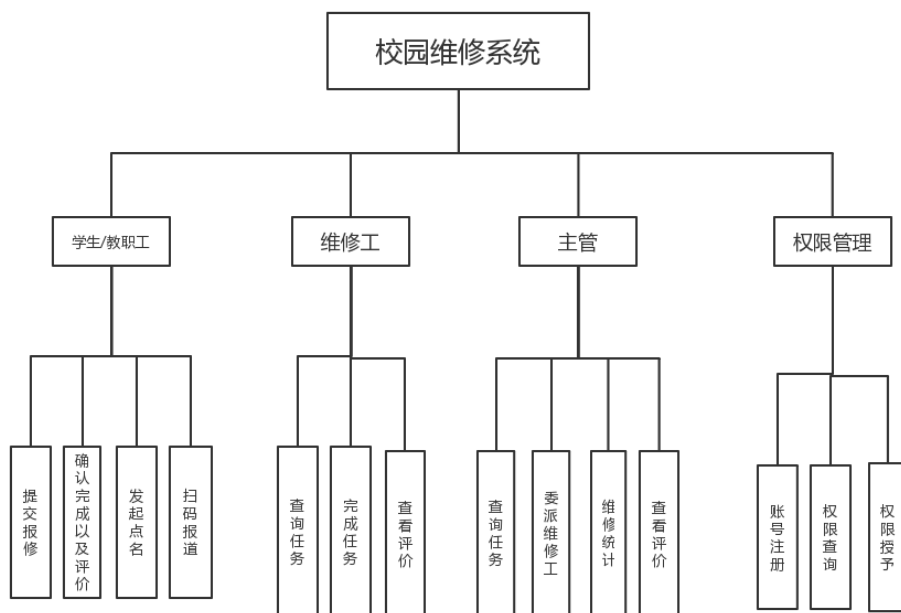 校园维修系统
学生/教职工
维修工
主管
权限管理
提交报修
确认完成以及评价
发起点名
扫码报道
查询任务
完成任务
查看评价
查询任务
委派维修工
维修统计
查看评价
账号注册
权限查询
权限授予